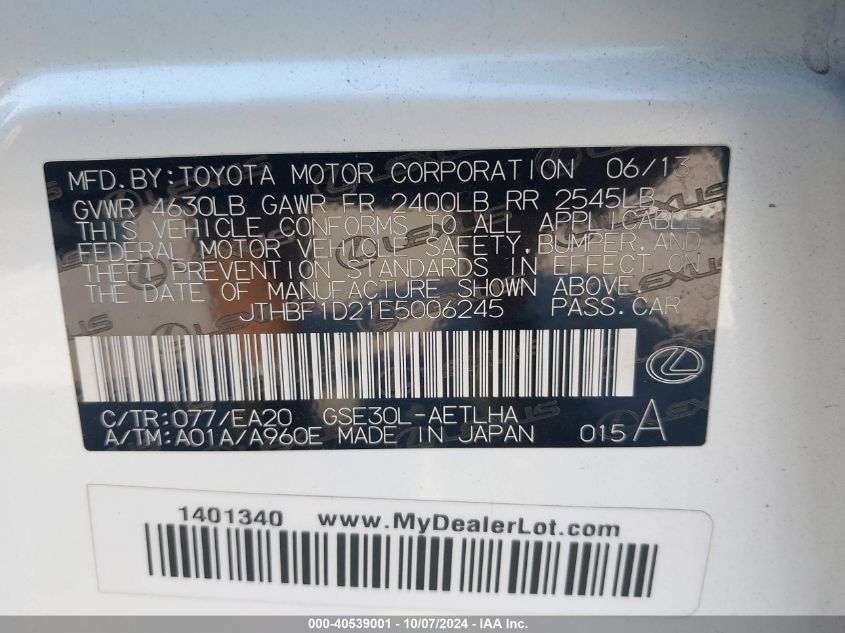 MFD. BY: TOYOTA MOTOR CORPORATION 06/13
GVWR 4630LB GAWR FR 2400LB RR 2545LB
THIS VEHICLE CONFORMS TO ALL APPLICABLE
FEDERAL MOTOR VEHICLE SAFETY, BUMPER, AND
THEFT PREVENTION STANDARDS IN EFFECT ON
THE DATE OF MANUFACTURE SHOWN ABOVE.
JTHBF1D21E5006245 PASS. CAR
C/TR: 077/EA20 GSE30L-AETLHA
A/TM: A01A/A960E MADE IN JAPAN 015 A
1401340 www.MyDealerLot.com
000-40539001 - 10/07/2024 - IAA Inc.